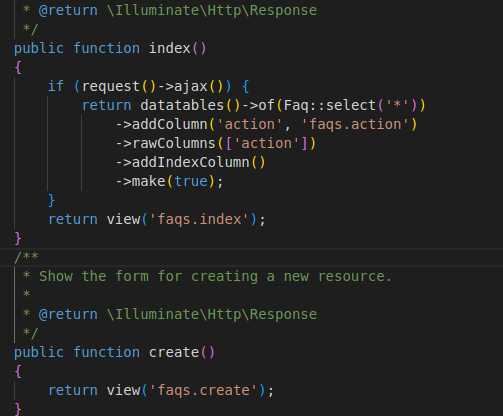 * @return \Illuminate\Http\Response
 */
public function index()
{
    if (request()->ajax()) {
        return datatables()->of(Faq::select('*'))
            ->addColumn('action', 'faqs.action')
            ->rawColumns(['action'])
            ->addIndexColumn()
            ->make(true);
    }
    return view('faqs.index');
}
/**
 * Show the form for creating a new resource.
 *
 * @return \Illuminate\Http\Response
 */
public function create()
{
    return view('faqs.create');
}